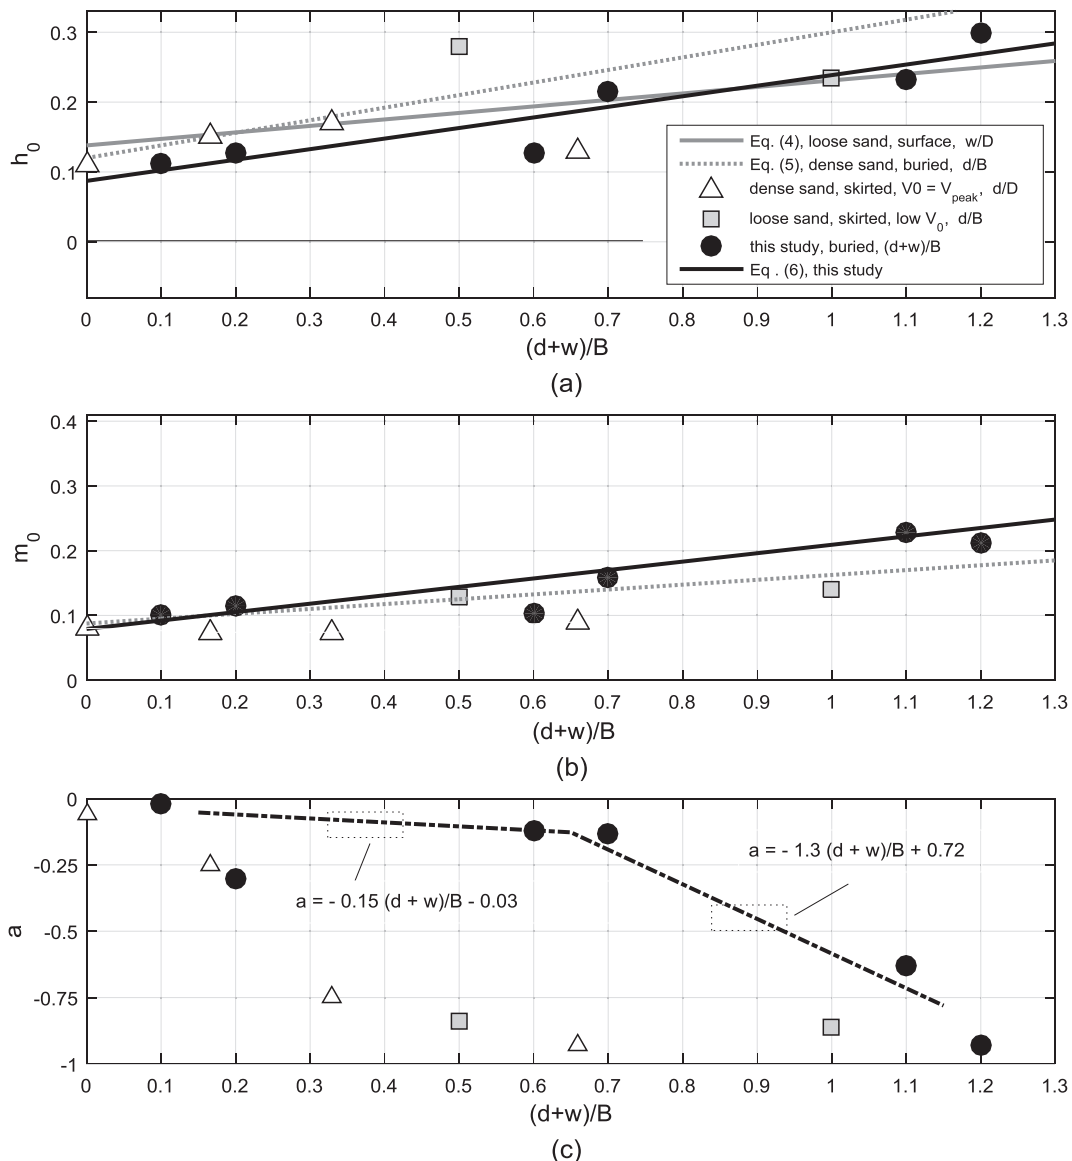 0.3
0.2
0.1
0
h0
Eq. (4), loose sand, surface, w/D
Eq. (5), dense sand, buried, d/B
dense sand, skirted, V0 = Vpeak, d/D
loose sand, skirted, low V0, d/B
this study, buried, (d+w)/B
Eq . (6), this study
0 0.1 0.2 0.3 0.4 0.5 0.6 0.7 0.8 0.9 1 1.1 1.2 1.3
(d+w)/B
(a)
0.4
0.3
0.2
0.1
0
m0
0 0.1 0.2 0.3 0.4 0.5 0.6 0.7 0.8 0.9 1 1.1 1.2 1.3
(d+w)/B
(b)
0
-0.25
-0.5
-0.75
-1
a
a = - 1.3 (d + w)/B + 0.72
a = - 0.15 (d + w)/B - 0.03
0 0.1 0.2 0.3 0.4 0.5 0.6 0.7 0.8 0.9 1 1.1 1.2 1.3
(d+w)/B
(c)